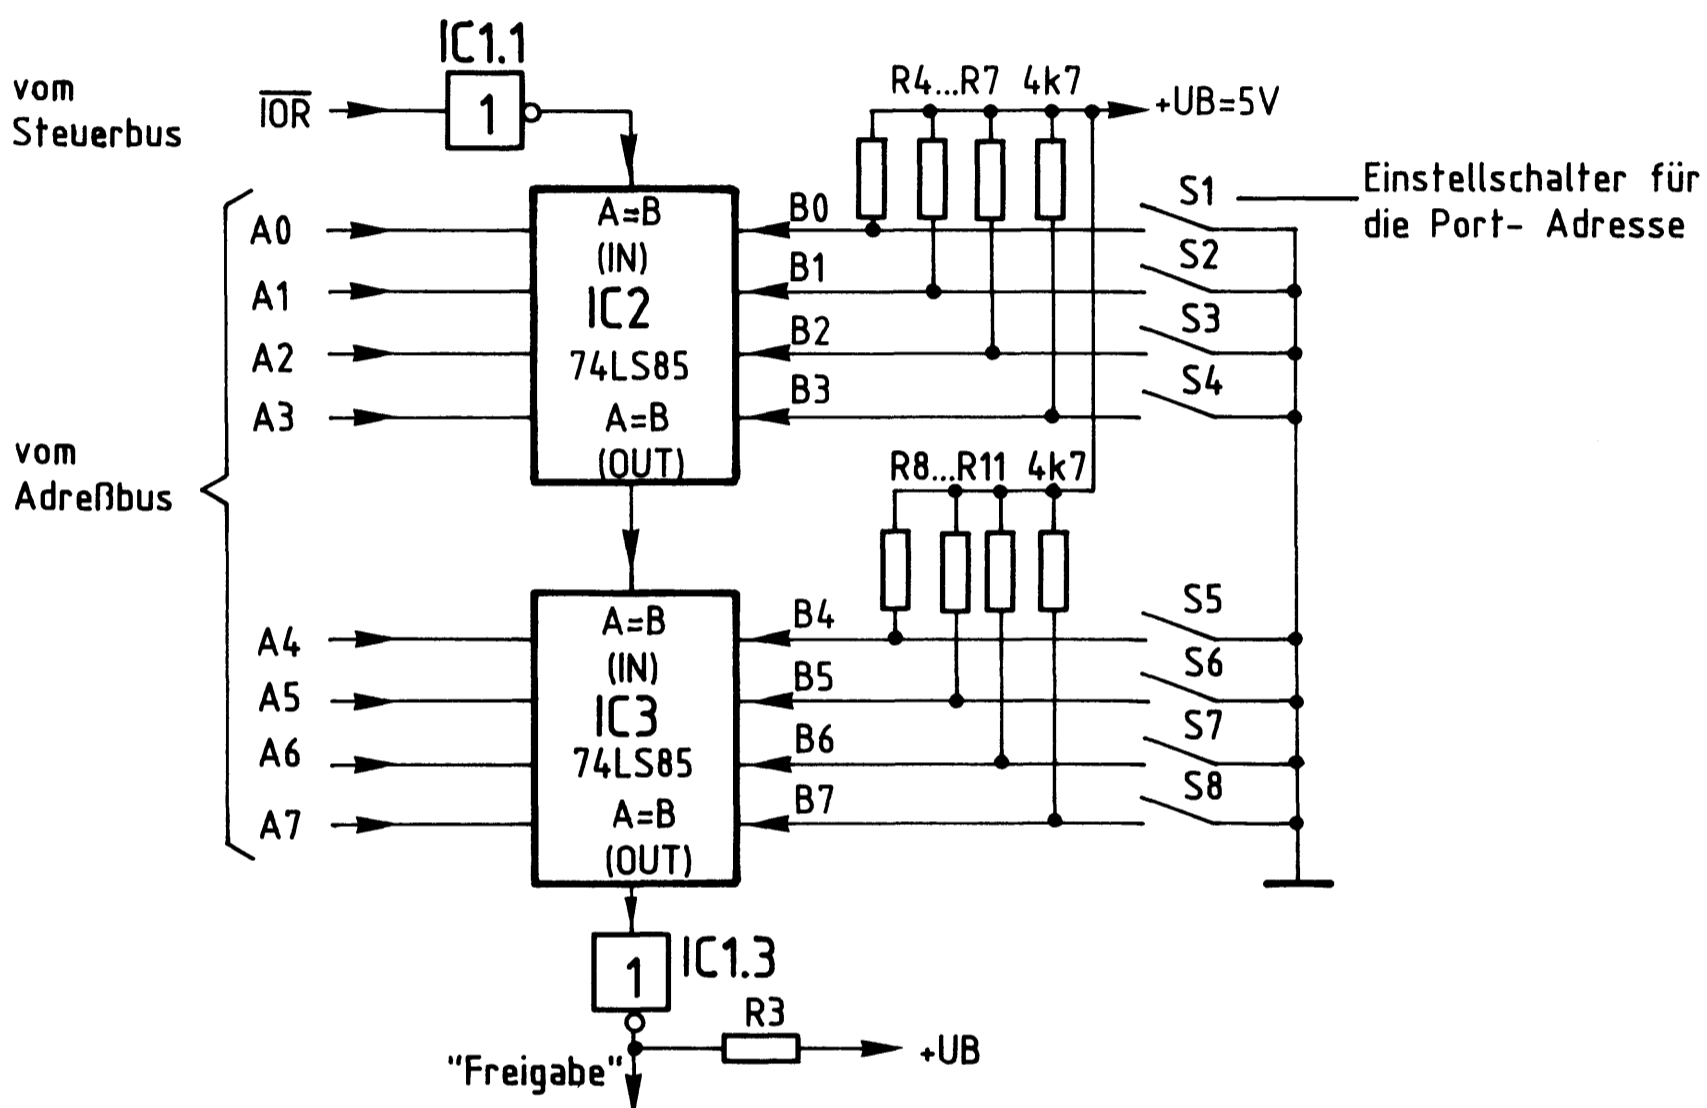 IC1.1
vom
Steuerbus
IOR
1
R4...R7 4k7
+UB=5V
Einstellschalter für
die Port- Adresse
vom
Adreßbus
A0
A1
A2
A3
A=B
(IN)
IC2
74LS85
A=B
(OUT)
B0
B1
B2
B3
S1
S2
S3
S4
R8...R11 4k7
A4
A5
A6
A7
A=B
(IN)
IC3
74LS85
A=B
(OUT)
B4
B5
B6
B7
S5
S6
S7
S8
1
IC1.3
R3
+UB
"Freigabe"